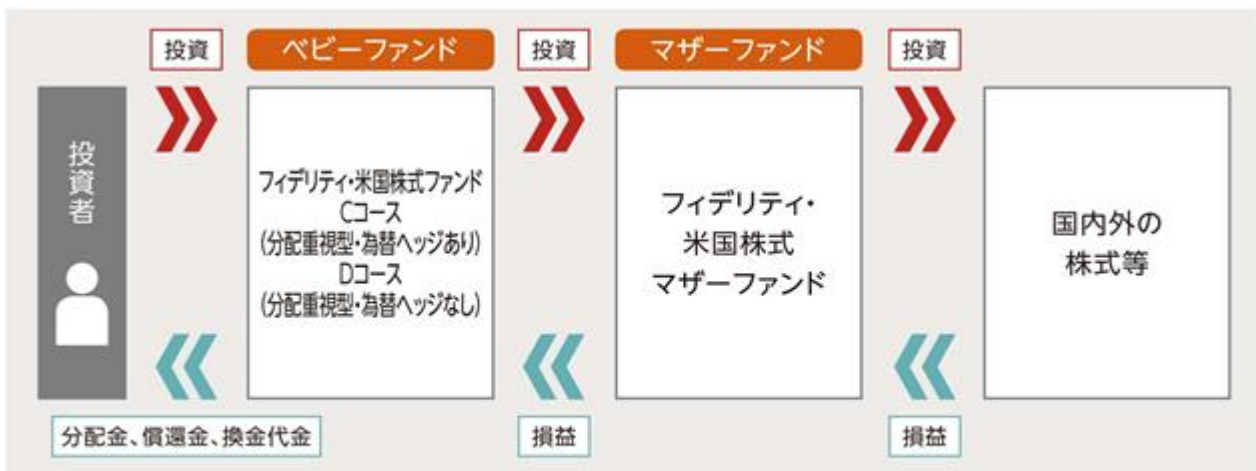 投資
ベビーファンド
投資
マザーファンド
投資
投資者
フィデリティ・米国株式ファンド
Cコース
(分配重視型・為替ヘッジあり)
Dコース
(分配重視型・為替ヘッジなし)
フィデリティ・
米国株式
マザーファンド
国内外の
株式等
分配金、償還金、換金代金
損益
損益